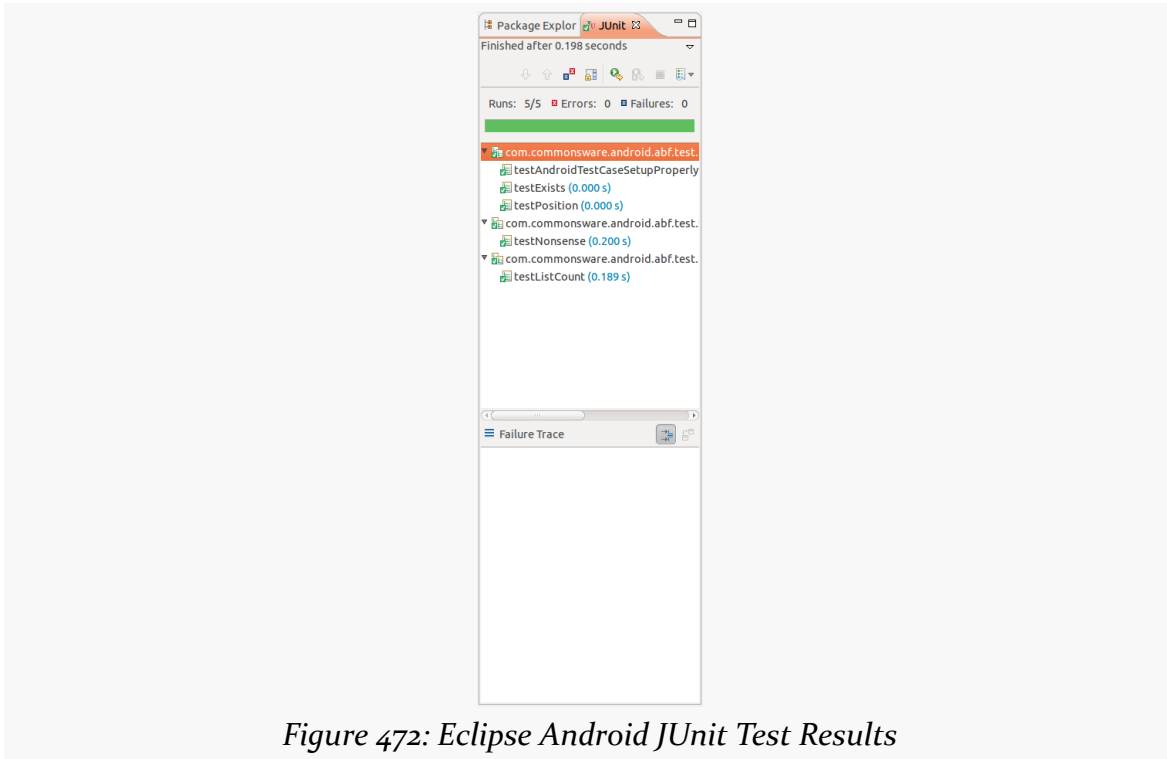 Package Explor JUnit
Finished after 0.198 seconds
Runs: 5/5 Errors: 0 Failures: 0
com.commonsware.android.abf.test.
testAndroidTestCaseSetupProperly
testExists (0.000 s)
testPosition (0.000 s)
com.commonsware.android.abf.test.
testNonsense (0.200 s)
com.commonsware.android.abf.test.
testListCount (0.189 s)
Failure Trace
Figure 472: Eclipse Android JUnit Test Results